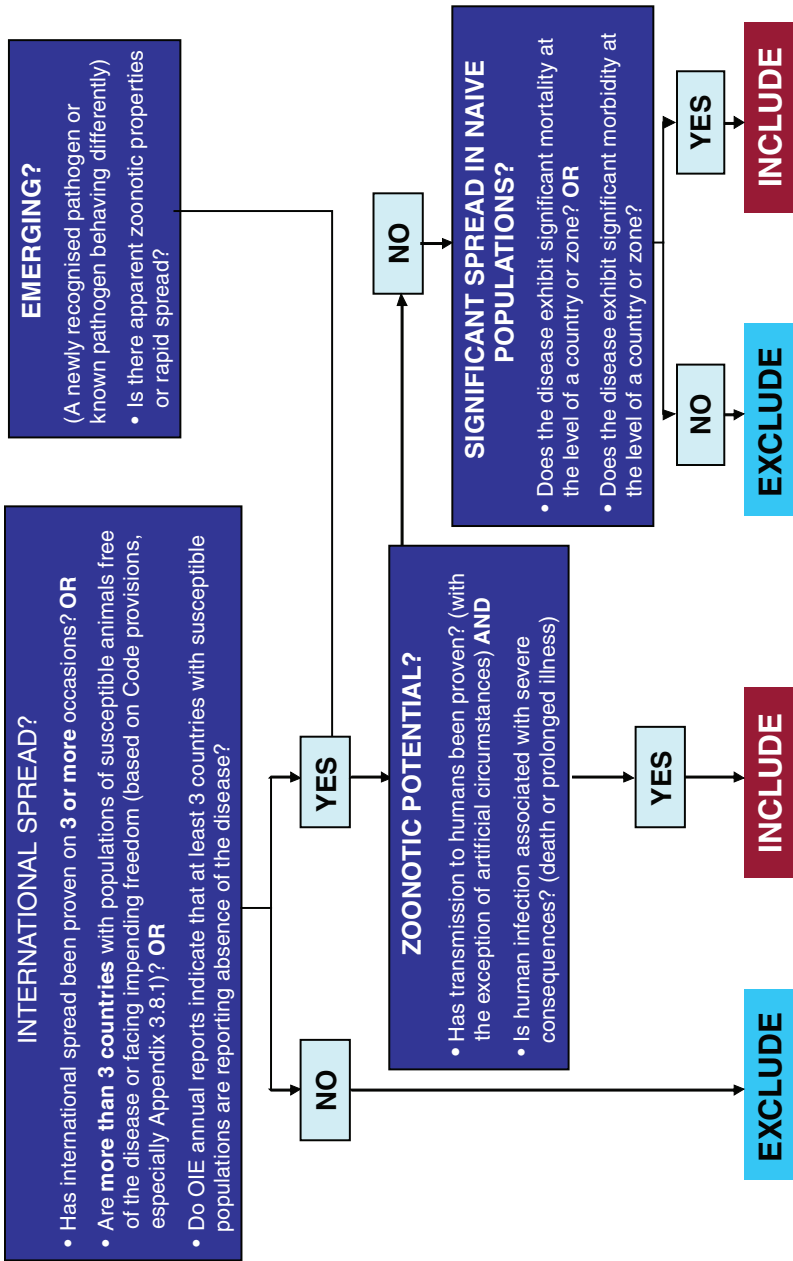 INTERNATIONAL SPREAD?
• Has international spread been proven on 3 or more occasions? OR
• Are more than 3 countries with populations of susceptible animals free
of the disease or facing impending freedom (based on Code provisions,
especially Appendix 3.8.1)? OR
• Do OIE annual reports indicate that at least 3 countries with susceptible
populations are reporting absence of the disease?
EMERGING?
(A newly recognised pathogen or
known pathogen behaving differently)
• Is there apparent zoonotic properties
or rapid spread?
NO
YES
ZOONOTIC POTENTIAL?
• Has transmission to humans been proven? (with
the exception of artificial circumstances) AND
• Is human infection associated with severe
consequences? (death or prolonged illness)
NO
SIGNIFICANT SPREAD IN NAIVE
POPULATIONS?
• Does the disease exhibit significant mortality at
the level of a country or zone? OR
• Does the disease exhibit significant morbidity at
the level of a country or zone?
YES
NO
YES
EXCLUDE
INCLUDE
EXCLUDE
INCLUDE